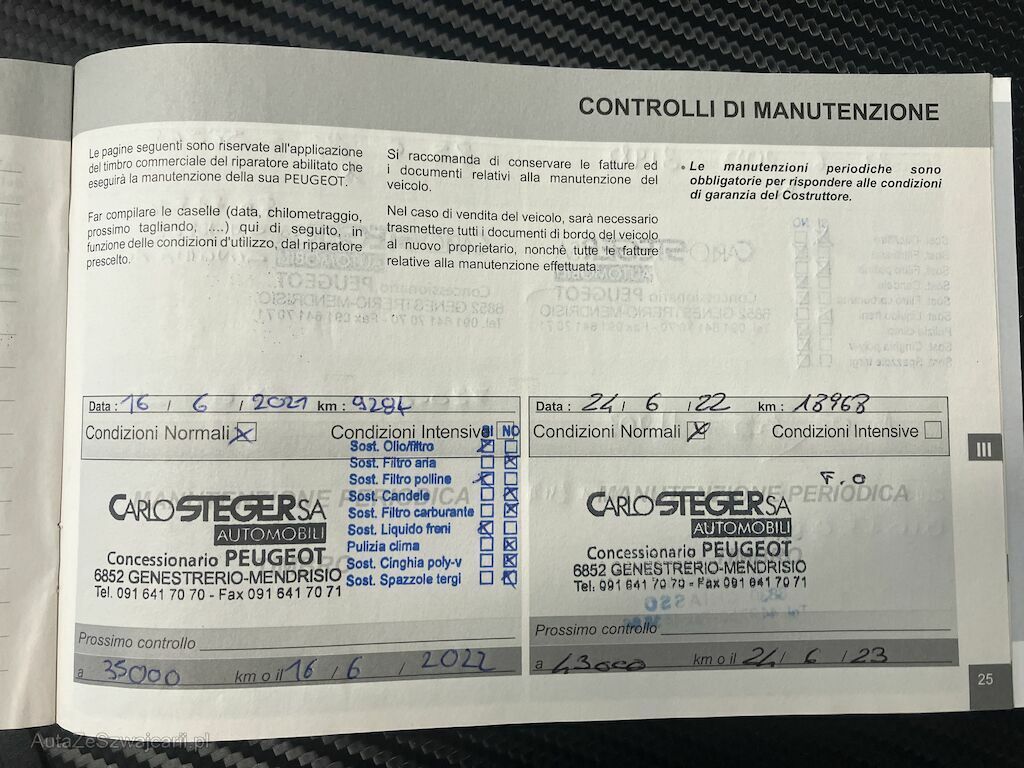 CONTROLLI DI MANUTENZIONE
Le pagine seguenti sono riservate all'applicazione
del timbro commerciale del riparatore abilitato che
eseguirà la manutenzione della sua PEUGEOT.
Far compilare le caselle (data, chilometraggio,
prossimo tagliando, ....) qui di seguito, in
funzione delle condizioni d'utilizzo, dal riparatore
prescelto.
Si raccomanda di conservare le fatture ed
i documenti relativi alla manutenzione del
veicolo.
Nel caso di vendita del veicolo, sarà necessario
trasmettere tutti i documenti di bordo del veicolo
al nuovo proprietario, nonchè tutte le fatture
relative alla manutenzione effettuata.
• Le manutenzioni periodiche sono
obbligatorie per rispondere alle condizioni
di garanzia del Costruttore.
Data : 16 / 6 / 2021 km : 9284
Condizioni Normali Condizioni Intensive
SI NO
Sost. Olio/filtro
Sost. Filtro aria
Sost. Filtro polline
Sost. Candele
Sost. Filtro carburante
Sost. Liquido freni
Pulizia clima
Sost. Cinghia poly-v
Sost. Spazzole tergi
MANUTENZIONE PERIODICA
CARLO STEGER SA
AUTOMOBILI
Concessionario PEUGEOT
6852 GENESTRERIO-MENDRISIO
Tel. 091 641 70 70 - Fax 091 641 70 71
Prossimo controllo
a 35000 km o il 16 / 6 / 2022
Data : 24 / 6 / 22 km : 18968
Condizioni Normali Condizioni Intensive
F.O
MANUTENZIONE PERIODICA
CARLO STEGER SA
AUTOMOBILI
Concessionario PEUGEOT
6852 GENESTRERIO-MENDRISIO
Tel. 091 641 70 70 - Fax 091 641 70 71
Prossimo controllo
a 43000 km o il 24 / 6 / 23
III
25
AutaZeSzwajcarii.pl